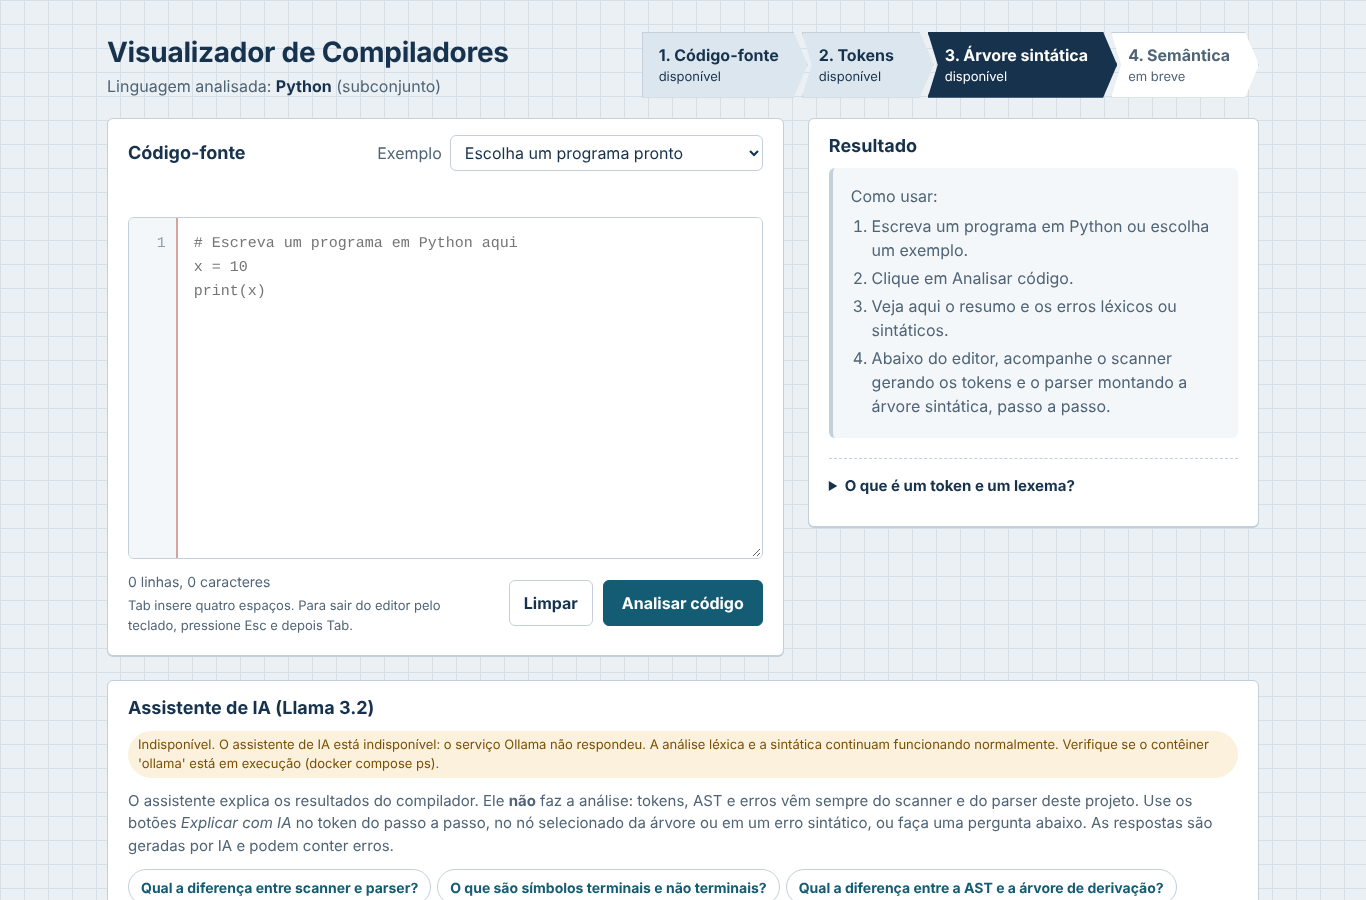 Visualizador de Compiladores
Linguagem analisada: Python (subconjunto)
1. Código-fonte
disponível
2. Tokens
disponível
3. Árvore sintática
disponível
4. Semântica
em breve
Código-fonte
Exemplo
Escolha um programa pronto
1
# Escreva um programa em Python aqui
x = 10
print(x)
0 linhas, 0 caracteres
Tab insere quatro espaços. Para sair do editor pelo
teclado, pressione Esc e depois Tab.
Limpar
Analisar código
Resultado
Como usar:
1. Escreva um programa em Python ou escolha
um exemplo.
2. Clique em Analisar código.
3. Veja aqui o resumo e os erros léxicos ou
sintáticos.
4. Abaixo do editor, acompanhe o scanner
gerando os tokens e o parser montando a
árvore sintática, passo a passo.
O que é um token e um lexema?
Assistente de IA (Llama 3.2)
Indisponível. O assistente de IA está indisponível: o serviço Ollama não respondeu. A análise léxica e a sintática continuam funcionando normalmente. Verifique se o contêiner
'ollama' está em execução (docker compose ps).
O assistente explica os resultados do compilador. Ele não faz a análise: tokens, AST e erros vêm sempre do scanner e do parser deste projeto. Use os
botões Explicar com IA no token do passo a passo, no nó selecionado da árvore ou em um erro sintático, ou faça uma pergunta abaixo. As respostas são
geradas por IA e podem conter erros.
Qual a diferença entre scanner e parser?
O que são símbolos terminais e não terminais?
Qual a diferença entre a AST e a árvore de derivação?